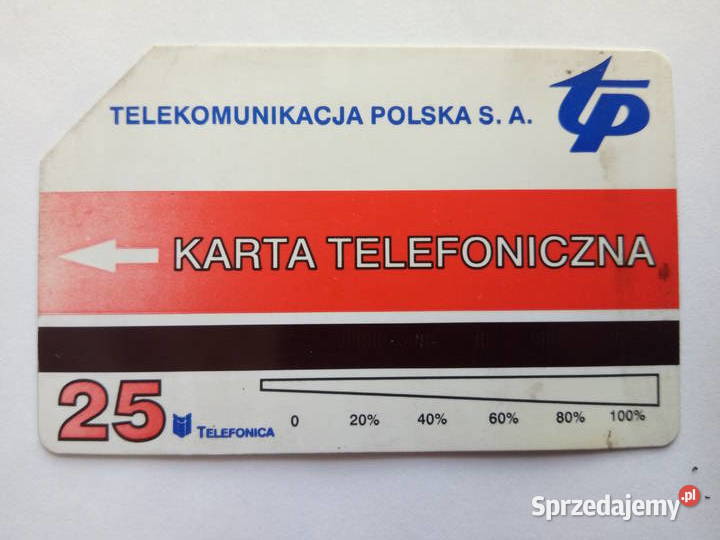 TELEKOMUNIKACJA POLSKA S. A.
TP
KARTA TELEFONICZNA
25 TELEFONICA
0 20% 40% 60% 80% 100%
Sprzedajemy.pl